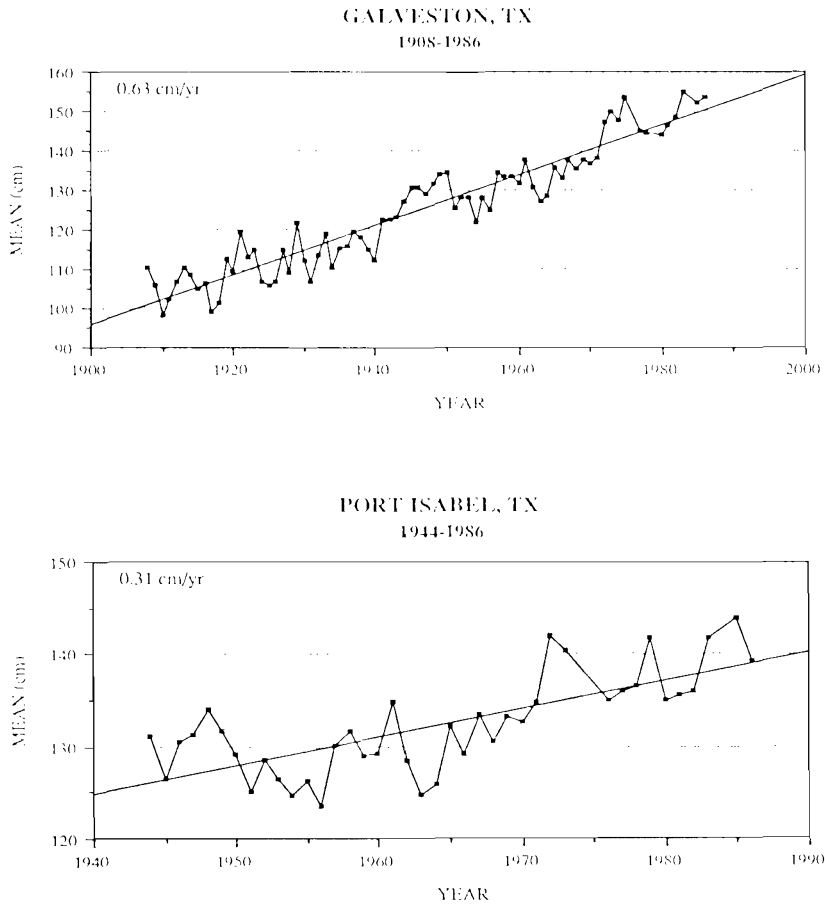 GALVESTON, TX
1908-1986
160
0.63 cm/yr
150
140
130
120
110
100
90
MEAN (cm)
1900 1920 1940 1960 1980 2000
YEAR
PORT ISABEL, TX
1944-1986
150
0.31 cm/yr
140
130
120
MEAN (cm)
1940 1950 1960 1970 1980 1990
YEAR